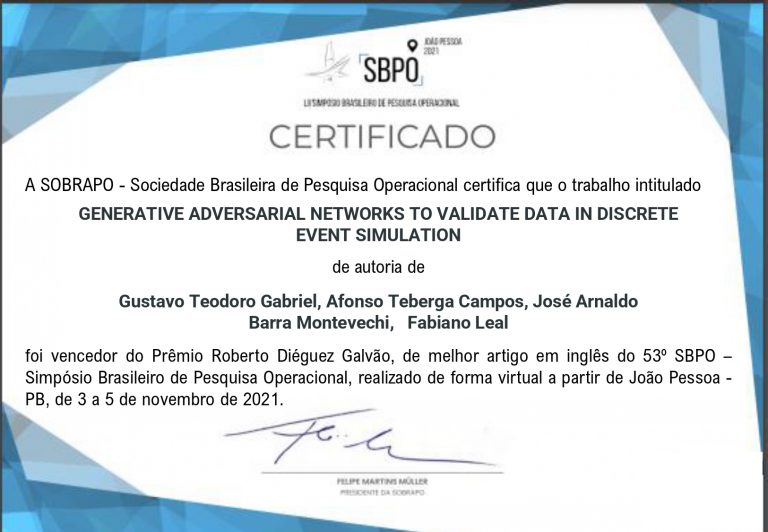 JOÃO PESSOA
2021
SBPO
LIII SIMPÓSIO BRASILEIRO DE PESQUISA OPERACIONAL
CERTIFICADO
A SOBRAPO - Sociedade Brasileira de Pesquisa Operacional certifica que o trabalho intitulado
GENERATIVE ADVERSARIAL NETWORKS TO VALIDATE DATA IN DISCRETE
EVENT SIMULATION
de autoria de
Gustavo Teodoro Gabriel, Afonso Teberga Campos, José Arnaldo
Barra Montevechi, Fabiano Leal
foi vencedor do Prêmio Roberto Diéguez Galvão, de melhor artigo em inglês do 53º SBPO –
Simpósio Brasileiro de Pesquisa Operacional, realizado de forma virtual a partir de João Pessoa -
PB, de 3 a 5 de novembro de 2021.
FELIPE MARTINS MÜLLER
PRESIDENTE DA SOBRAPO